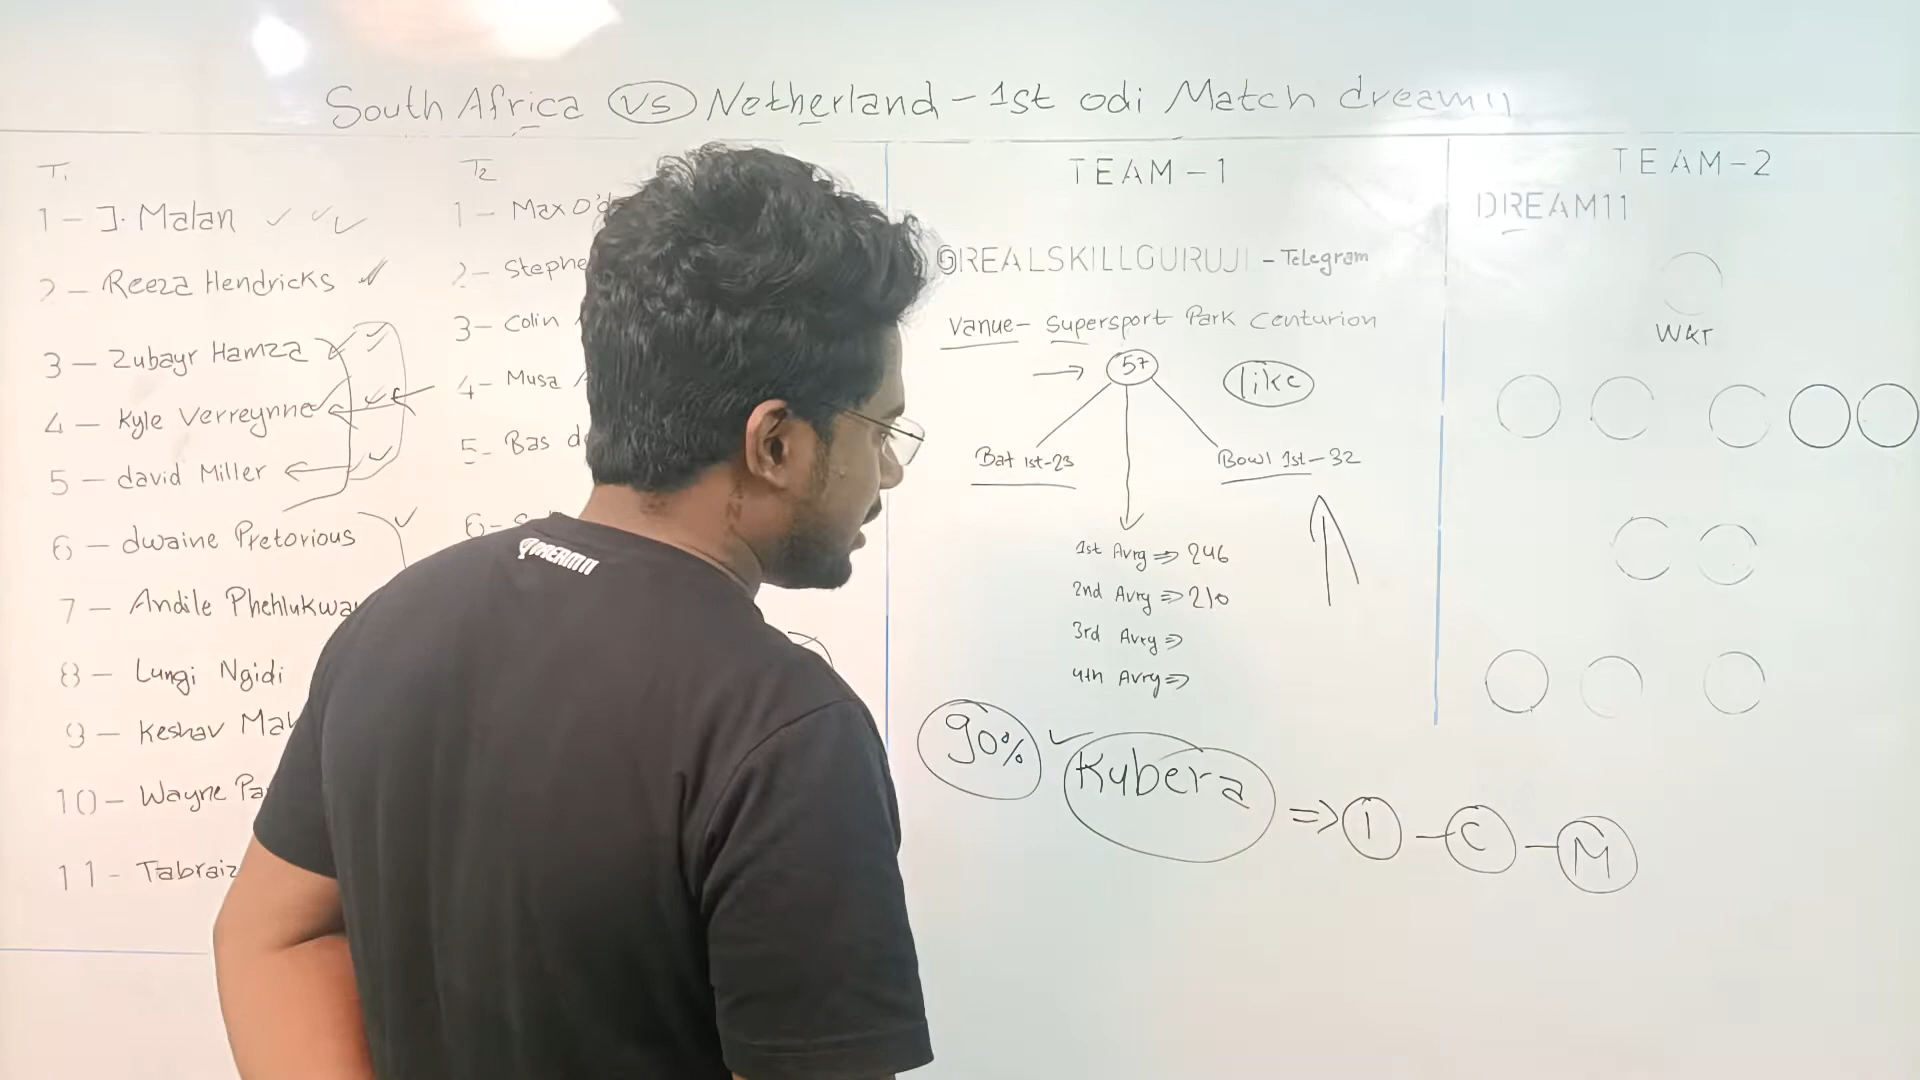 South Africa vs Netherland - 1st odi Match dream11
T1
1 - J. Malan
2 - Reeza Hendricks
3 - Zubayr Hamza
4 - Kyle Verreynne
5 - david Miller
6 - dwaine Pretorious
7 - Andile Phehlukwa
8 - Lungi Ngidi
9 - Keshav Mah
10 - Wayne Pa
11 - Tabraiz
T2
1 - Max O'd
2 - Stephe
3 - Colin
4 - Musa A
5 - Bas d
6 - S
DREAM11
TEAM-1
@REALSKILLGURUJI - Telegram
Vanue - Supersport Park Centurion
57
like
Bat 1st-23
Bowl 1st-32
1st Avrg ⇒ 246
2nd Avrg ⇒ 210
3rd Avrg ⇒
4th Avrg ⇒
90%
Kubera ⇒ I - C - M
TEAM-2
DREAM11
WKT